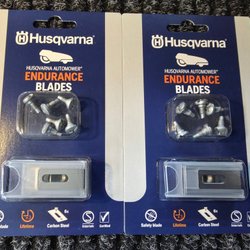 Husqvarna
HUSQVARNA AUTOMOWER®
ENDURANCE
BLADES
Lifetime
Carbon Steel
Husqvarna
HUSQVARNA AUTOMOWER®
ENDURANCE
BLADES
Safety blade
Lifetime
Carbon Steel